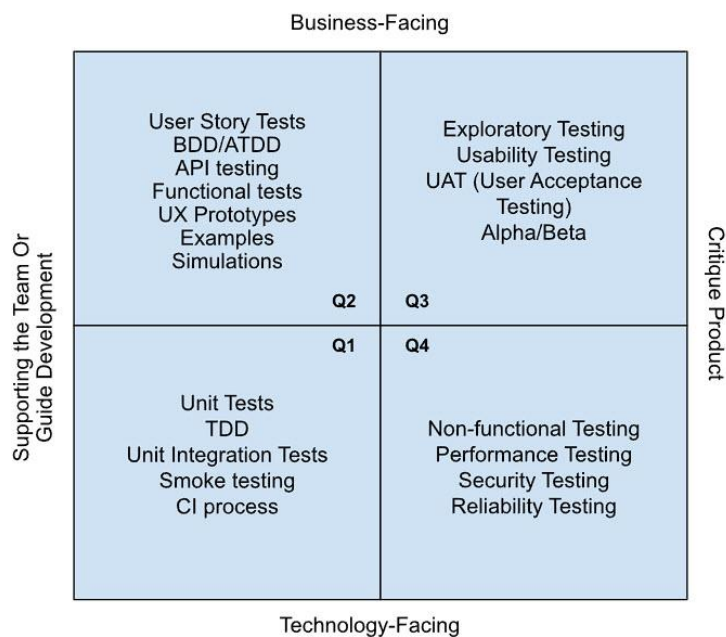 Business-Facing
User Story Tests
BDD/ATDD
API testing
Functional tests
UX Prototypes
Examples
Simulations
Q2
Exploratory Testing
Usability Testing
UAT (User Acceptance
Testing)
Alpha/Beta
Q3
Supporting the Team Or
Guide Development
Critique Product
Q1
Unit Tests
TDD
Unit Integration Tests
Smoke testing
CI process
Q4
Non-functional Testing
Performance Testing
Security Testing
Reliability Testing
Technology-Facing